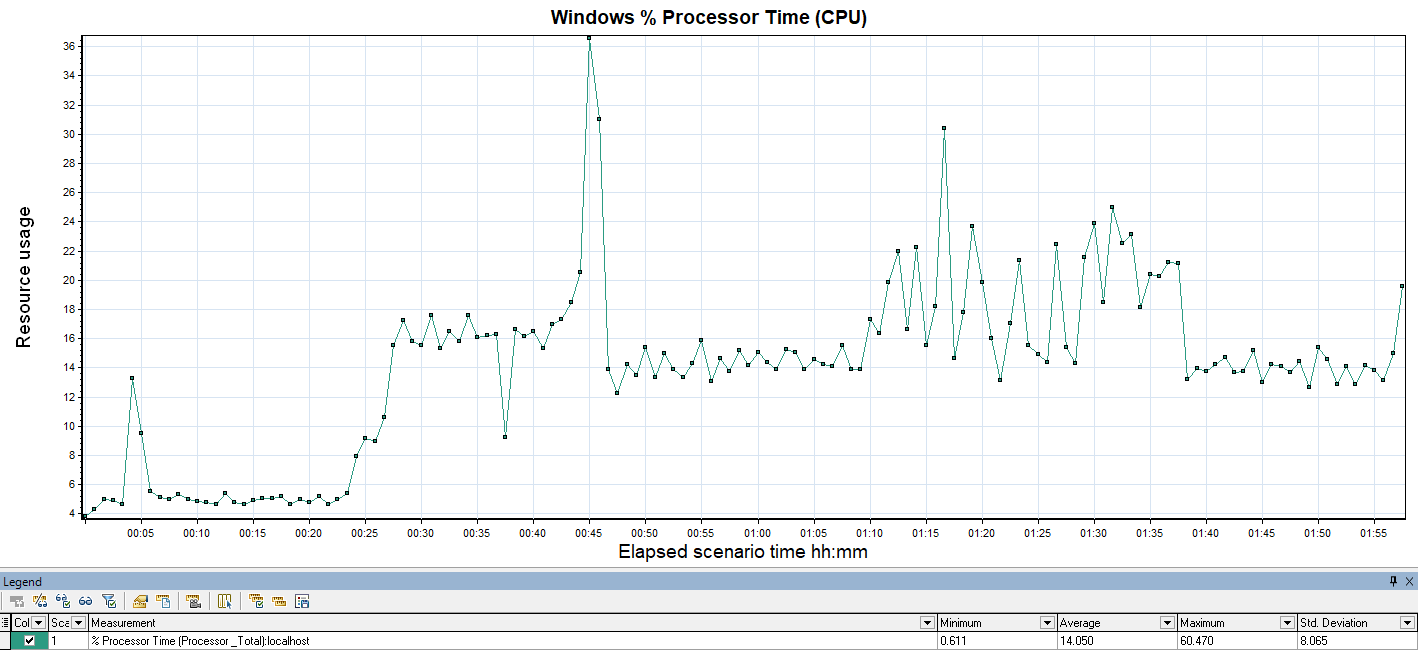 Windows % Processor Time (CPU)
36
34
32
30
28
26
24
22
20
18
16
14
12
10
8
6
4
Resource usage
00:05 00:10 00:15 00:20 00:25 00:30 00:35 00:40 00:45 00:50 00:55 01:00 01:05 01:10 01:15 01:20 01:25 01:30 01:35 01:40 01:45 01:50 01:55
Elapsed scenario time hh:mm
Legend
Col Sca Measurement Minimum Average Maximum Std. Deviation
1 % Processor Time (Processor _Total):localhost 0.611 14.050 60.470 8.065